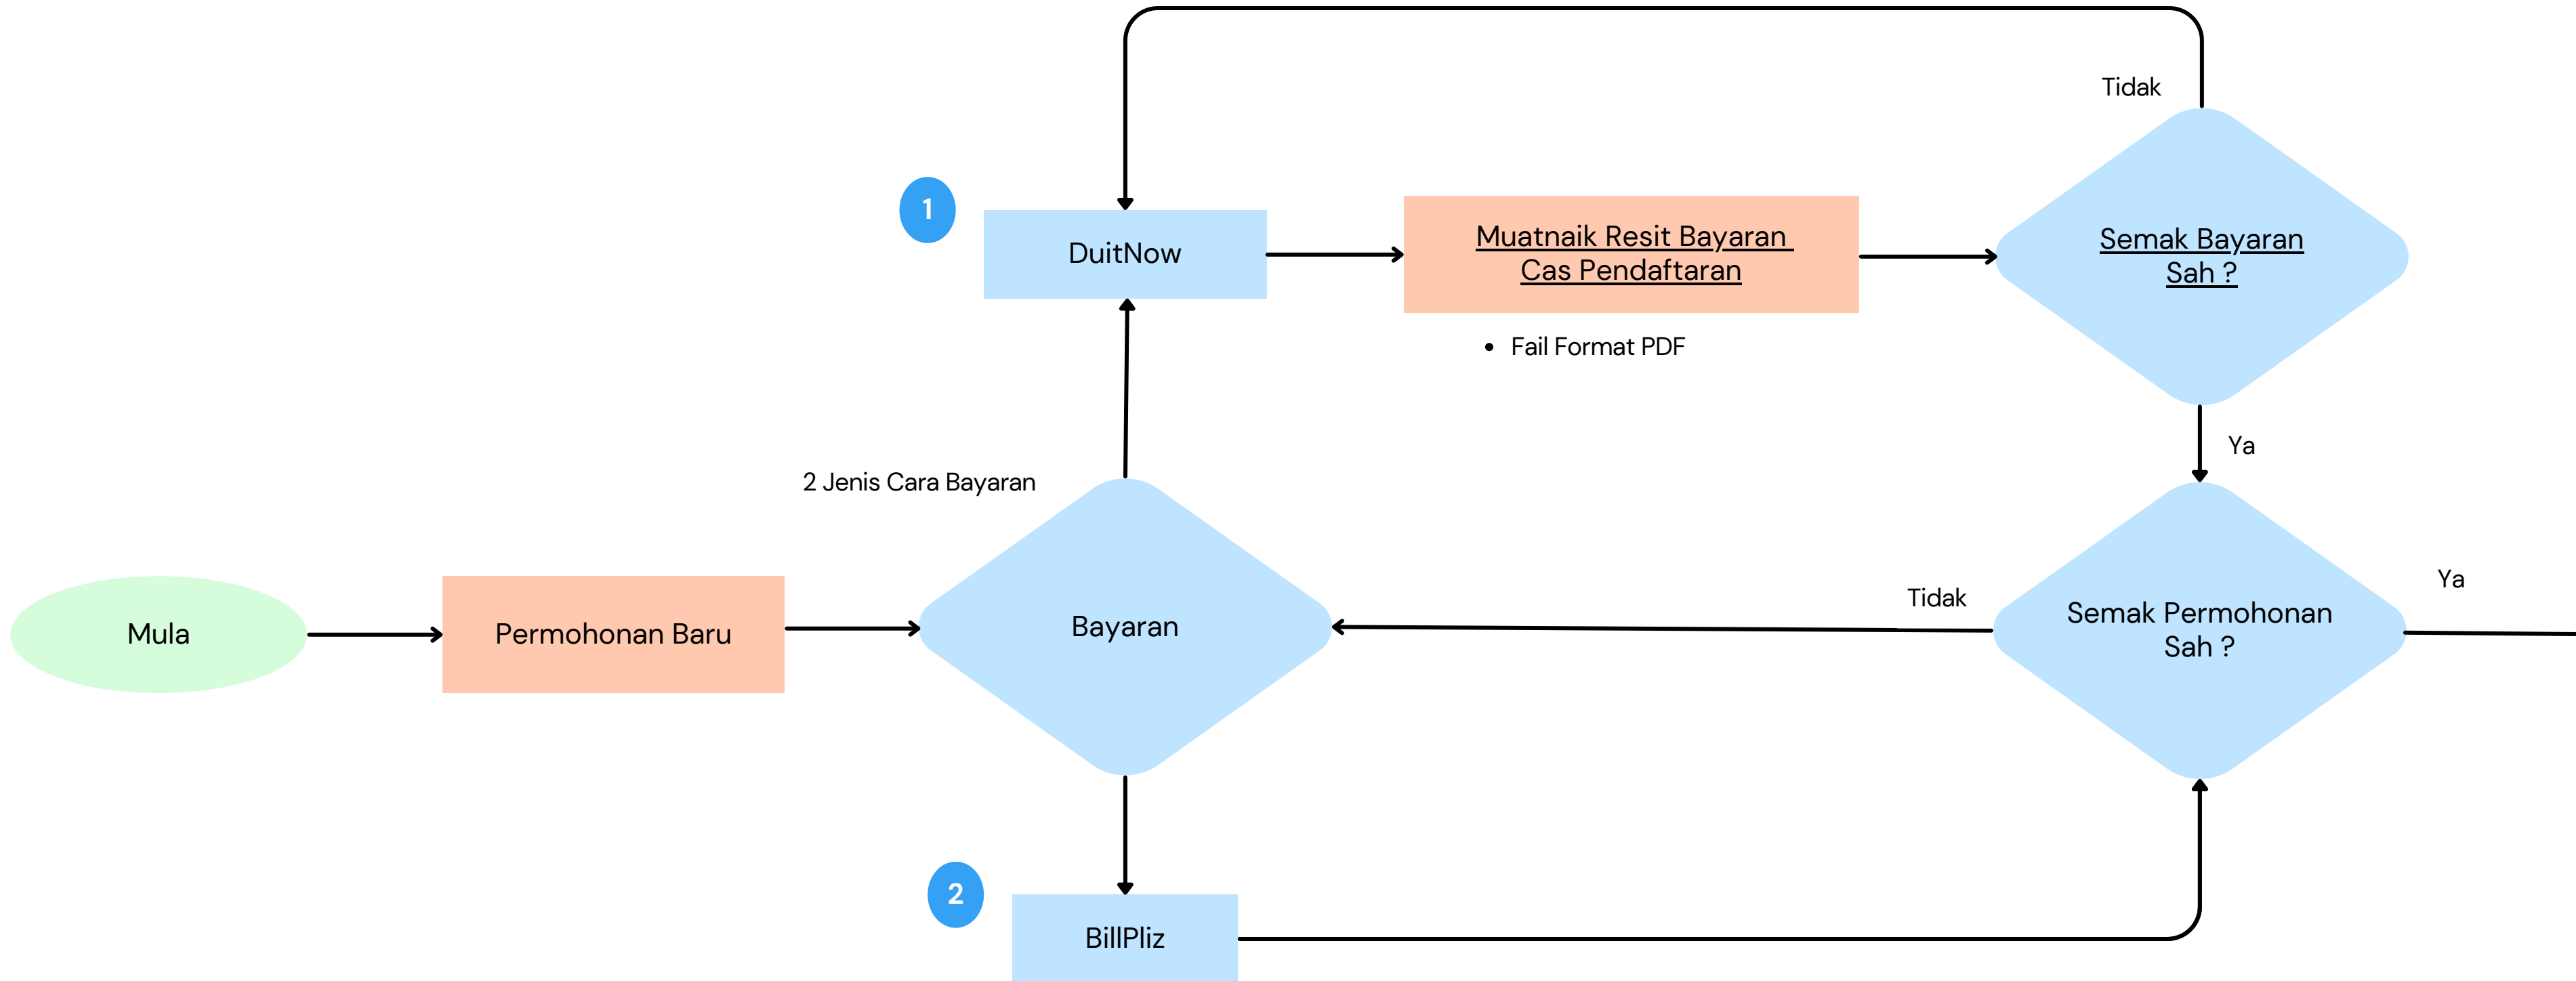 Tidak
1
DuitNow
Muatnaik Resit Bayaran
Cas Pendaftaran
Semak Bayaran
Sah ?
Fail Format PDF
Ya
2 Jenis Cara Bayaran
Mula
Permohonan Baru
Bayaran
Tidak
Semak Permohonan
Sah ?
Ya
2
BillPliz